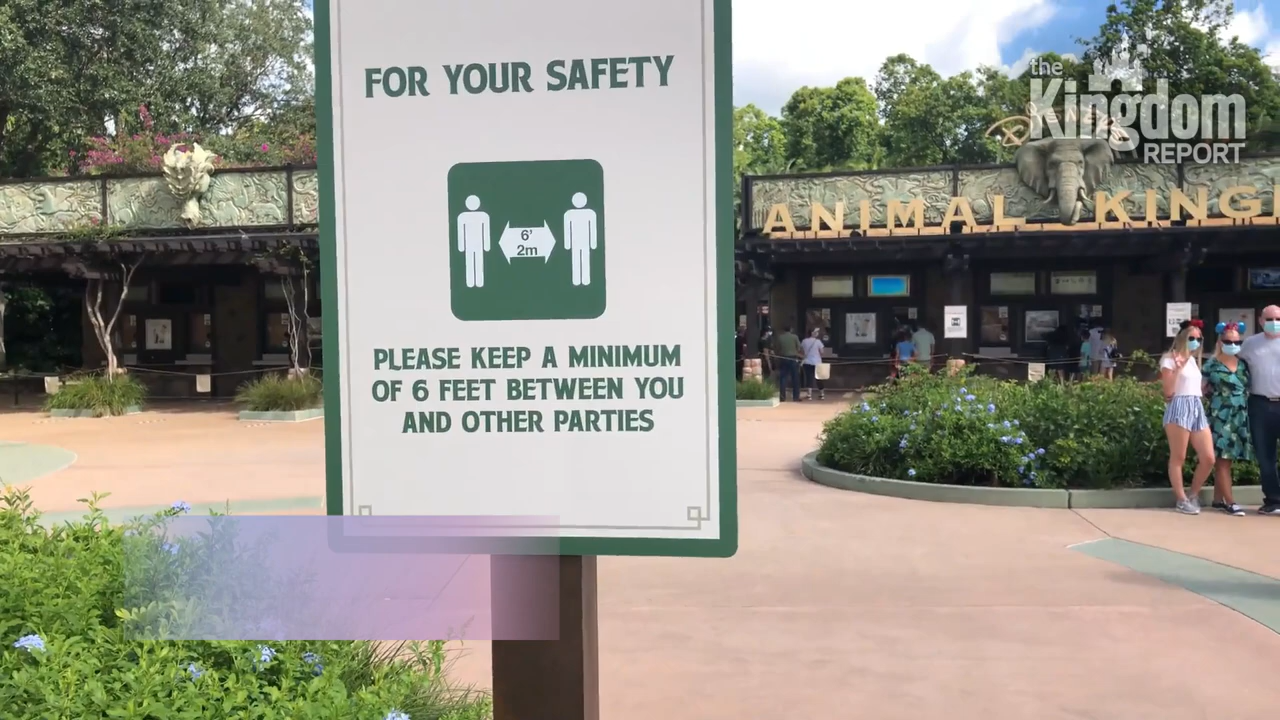 FOR YOUR SAFETY
6'
2m
PLEASE KEEP A MINIMUM
OF 6 FEET BETWEEN YOU
AND OTHER PARTIES
the
Kingdom
REPORT
ANIMAL KING